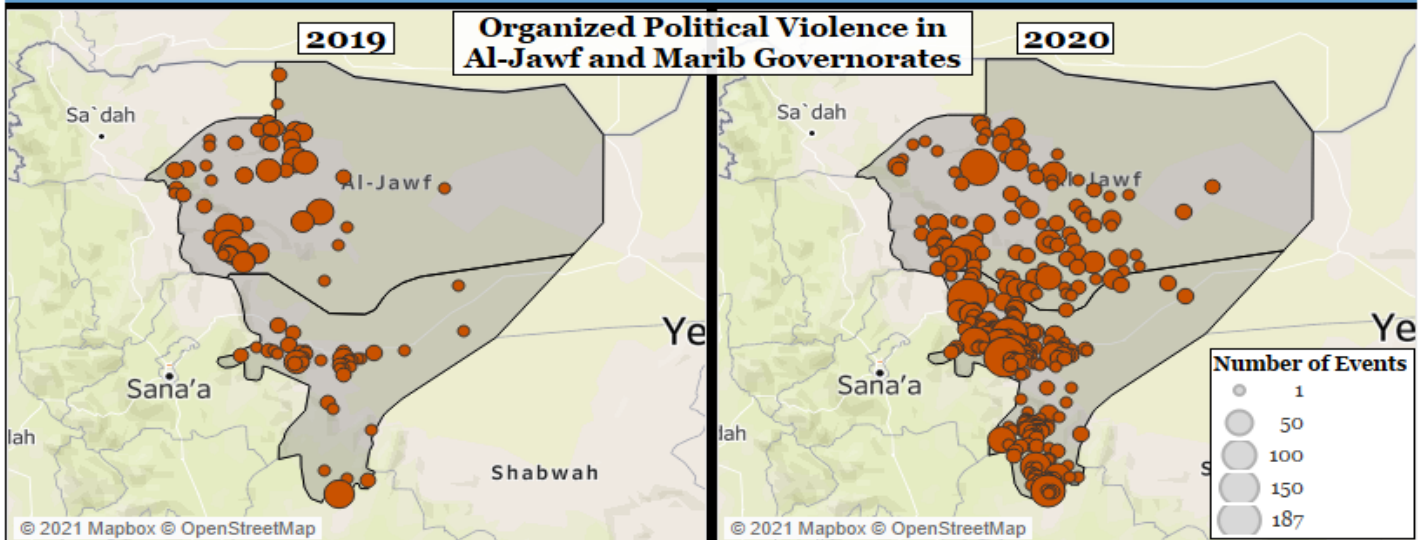 Organized Political Violence in
Al-Jawf and Marib Governorates
2019
Sa`dah
Al-Jawf
Sana'a
Ye
lah
Shabwah
© 2021 Mapbox © OpenStreetMap
2020
Sa`dah
Al-Jawf
Sana'a
Ye
lah
S
Number of Events
1
50
100
150
187
© 2021 Mapbox © OpenStreetMap